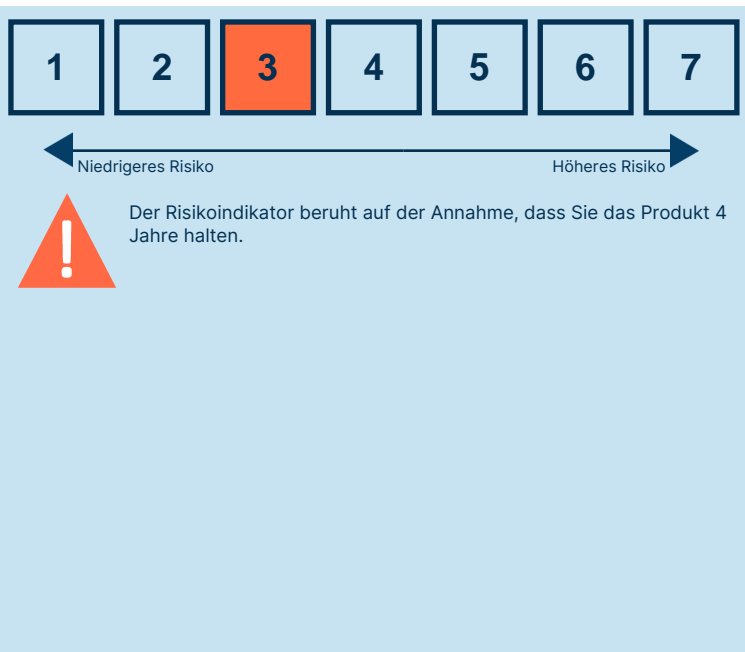 1 2 3 4 5 6 7
Niedrigeres Risiko Höheres Risiko
Der Risikoindikator beruht auf der Annahme, dass Sie das Produkt 4
Jahre halten.